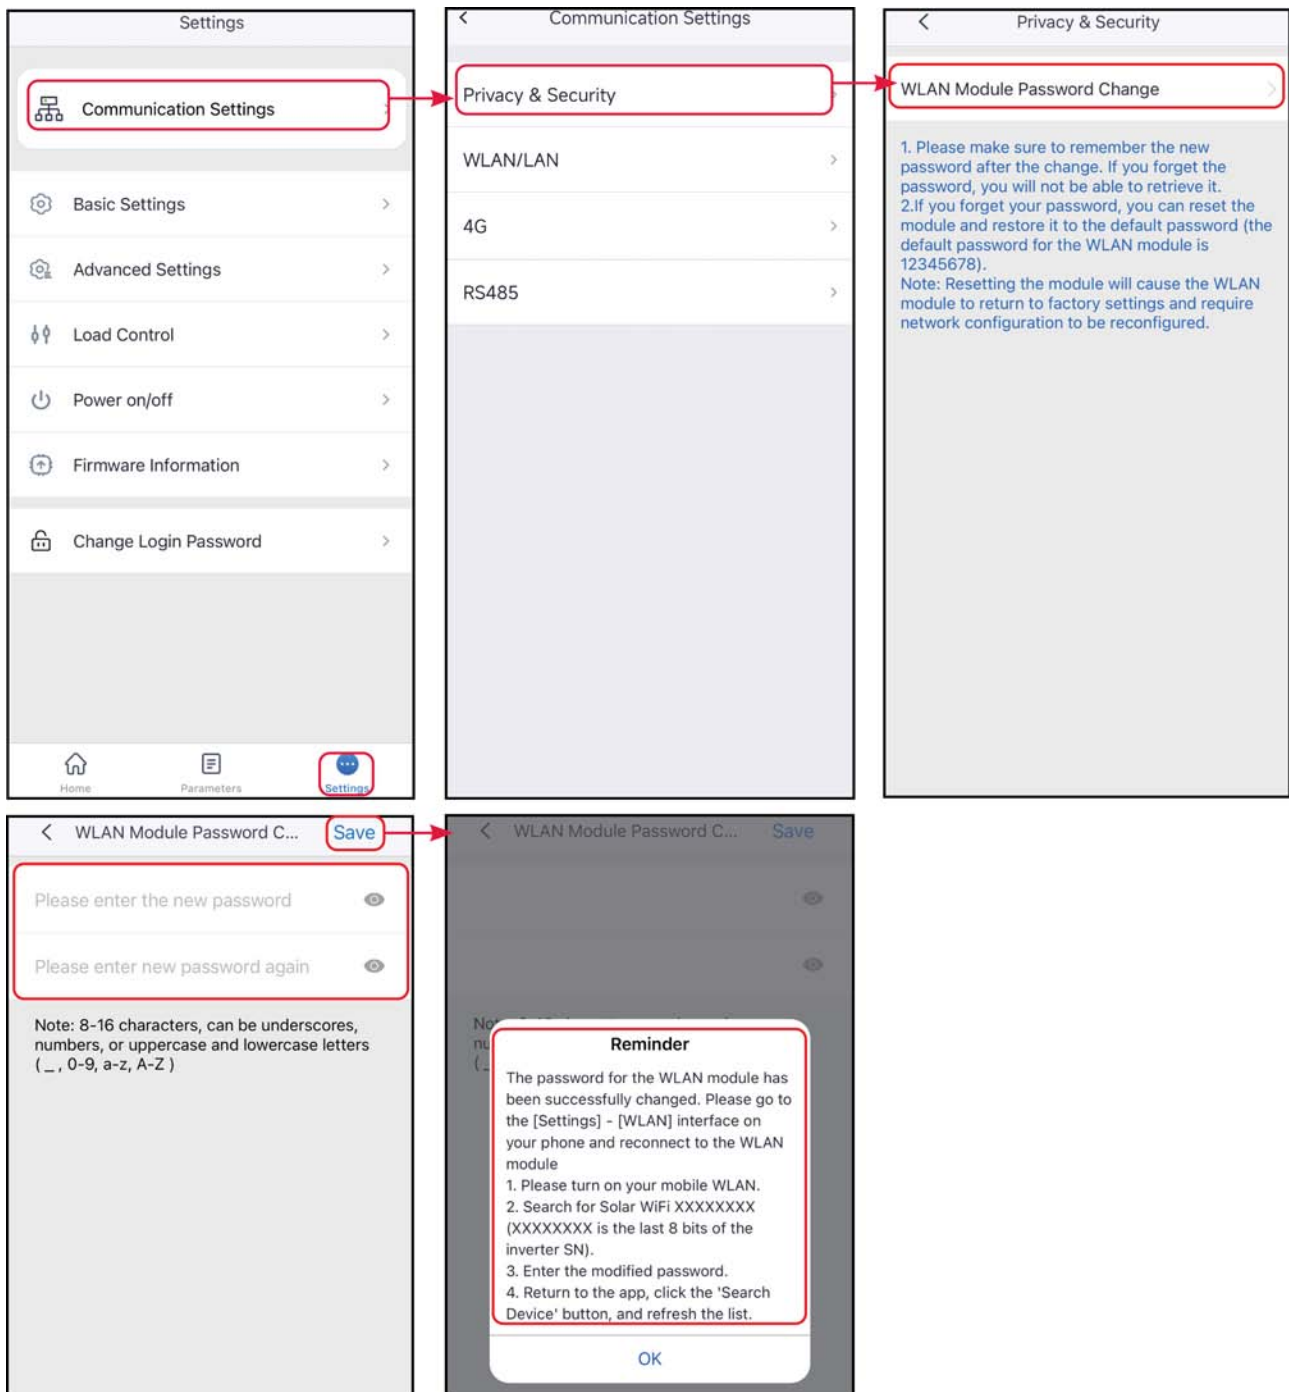 Settings
Communication Settings
Basic Settings
Advanced Settings
Load Control
Power on/off
Firmware Information
Change Login Password
Home
Parameters
Settings
Communication Settings
Privacy & Security
WLAN/LAN
4G
RS485
Privacy & Security
WLAN Module Password Change
1. Please make sure to remember the new
password after the change. If you forget the
password, you will not be able to retrieve it.
2.If you forget your password, you can reset the
module and restore it to the default password (the
default password for the WLAN module is
12345678).
Note: Resetting the module will cause the WLAN
module to return to factory settings and require
network configuration to be reconfigured.
WLAN Module Password C...
Save
Please enter the new password
Please enter new password again
Note: 8-16 characters, can be underscores,
numbers, or uppercase and lowercase letters
( _ , 0-9, a-z, A-Z )
WLAN Module Password C...
Save
Reminder
The password for the WLAN module has
been successfully changed. Please go to
the [Settings] - [WLAN] interface on
your phone and reconnect to the WLAN
module
1. Please turn on your mobile WLAN.
2. Search for Solar WiFi XXXXXXXX
(XXXXXXXX is the last 8 bits of the
inverter SN).
3. Enter the modified password.
4. Return to the app, click the 'Search
Device' button, and refresh the list.
OK